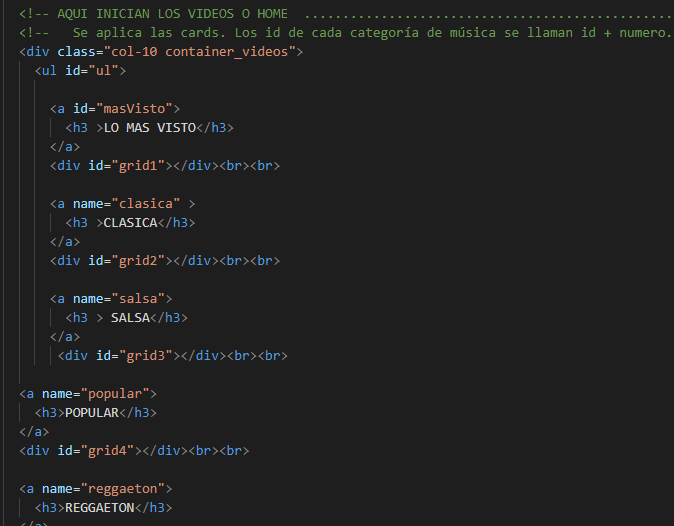 <!-- AQUI INICIAN LOS VIDEOS O HOME  ................................................
<!--   Se aplica las cards. Los id de cada categoría de música se llaman id + numero.
<div class="col-10 container_videos">
  <ul id="ul">
    <a id="masVisto">
      <h3 >LO MAS VISTO</h3>
    </a>
    <div id="grid1"></div><br><br>
    <a name="clasica" >
      <h3 >CLASICA</h3>
    </a>
    <div id="grid2"></div><br><br>
    <a name="salsa">
      <h3 > SALSA</h3>
    </a>
     <div id="grid3"></div><br><br>
<a name="popular">
  <h3>POPULAR</h3>
</a>
<div id="grid4"></div><br><br>
<a name="reggaeton">
  <h3>REGGAETON</h3>
</a>